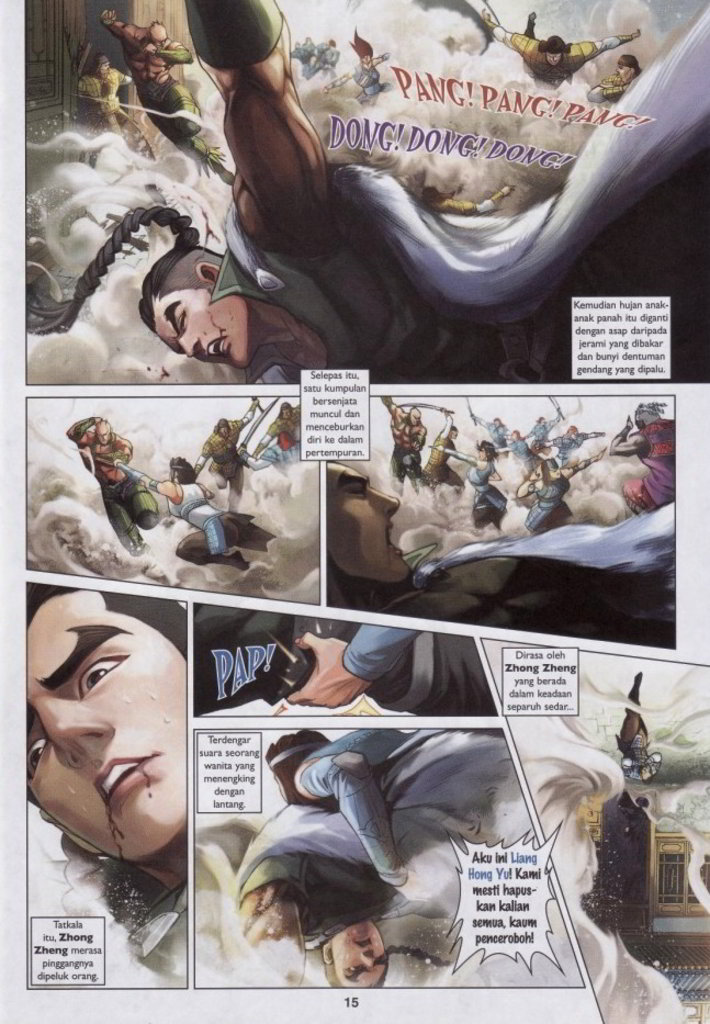 PANG! PANG! PANG!
DONG! DONG! DONG!
Kemudian hujan anak-
anak panah itu diganti
dengan asap daripada
jerami yang dibakar
dan bunyi dentuman
gendang yang dipalu.
Selepas itu,
satu kumpulan
bersenjata
muncul dan
menceburkan
diri ke dalam
pertempuran.
Tatkala
itu, Zhong
Zheng merasa
pinggangnya
dipeluk orang.
PAP!
Terdengar
suara seorang
wanita yang
menengking
dengan
lantang.
Aku ini Liang
Hong Yu! Kami
mesti hapus-
kan kalian
semua, kaum
penceroboh!
Dirasa oleh
Zhong Zheng
yang berada
dalam keadaan
separuh sedar...
15